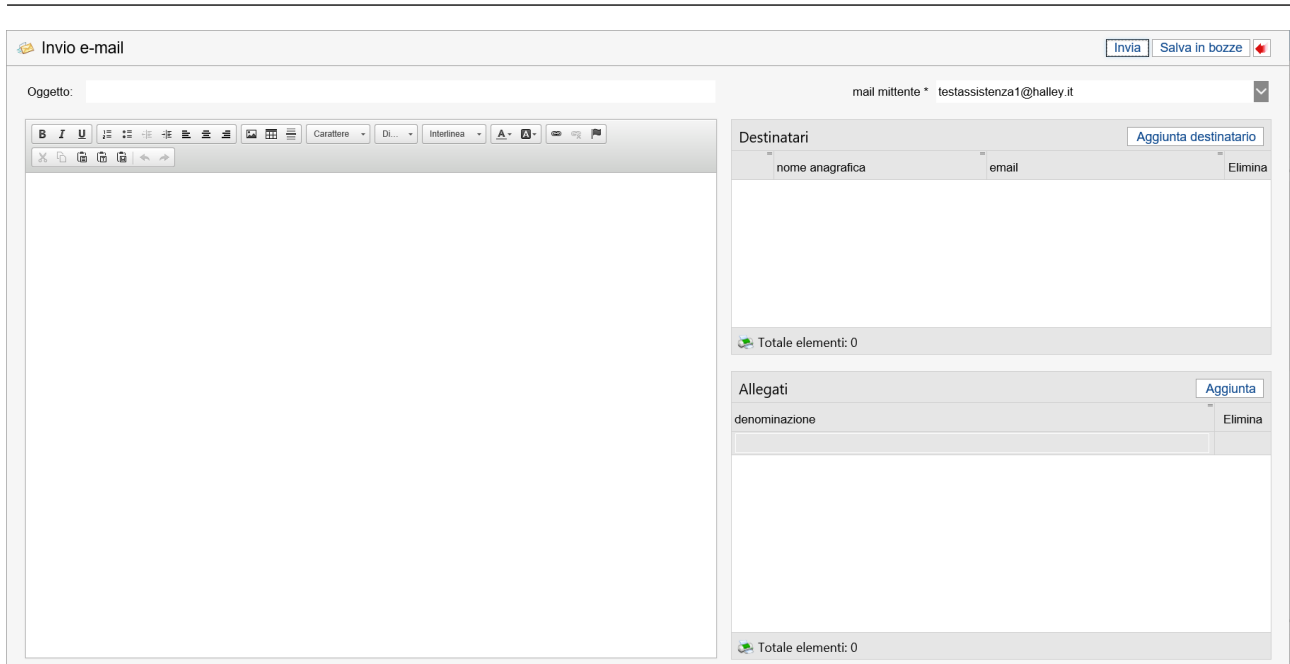 Invio e-mail
Invia Salva in bozze
Oggetto:
mail mittente * testassistenza1@halley.it
B I U Carattere Di... Interlinea A A
Destinatari Aggiunta destinatario
nome anagrafica email Elimina
Totale elementi: 0
Allegati Aggiunta
denominazione Elimina
Totale elementi: 0